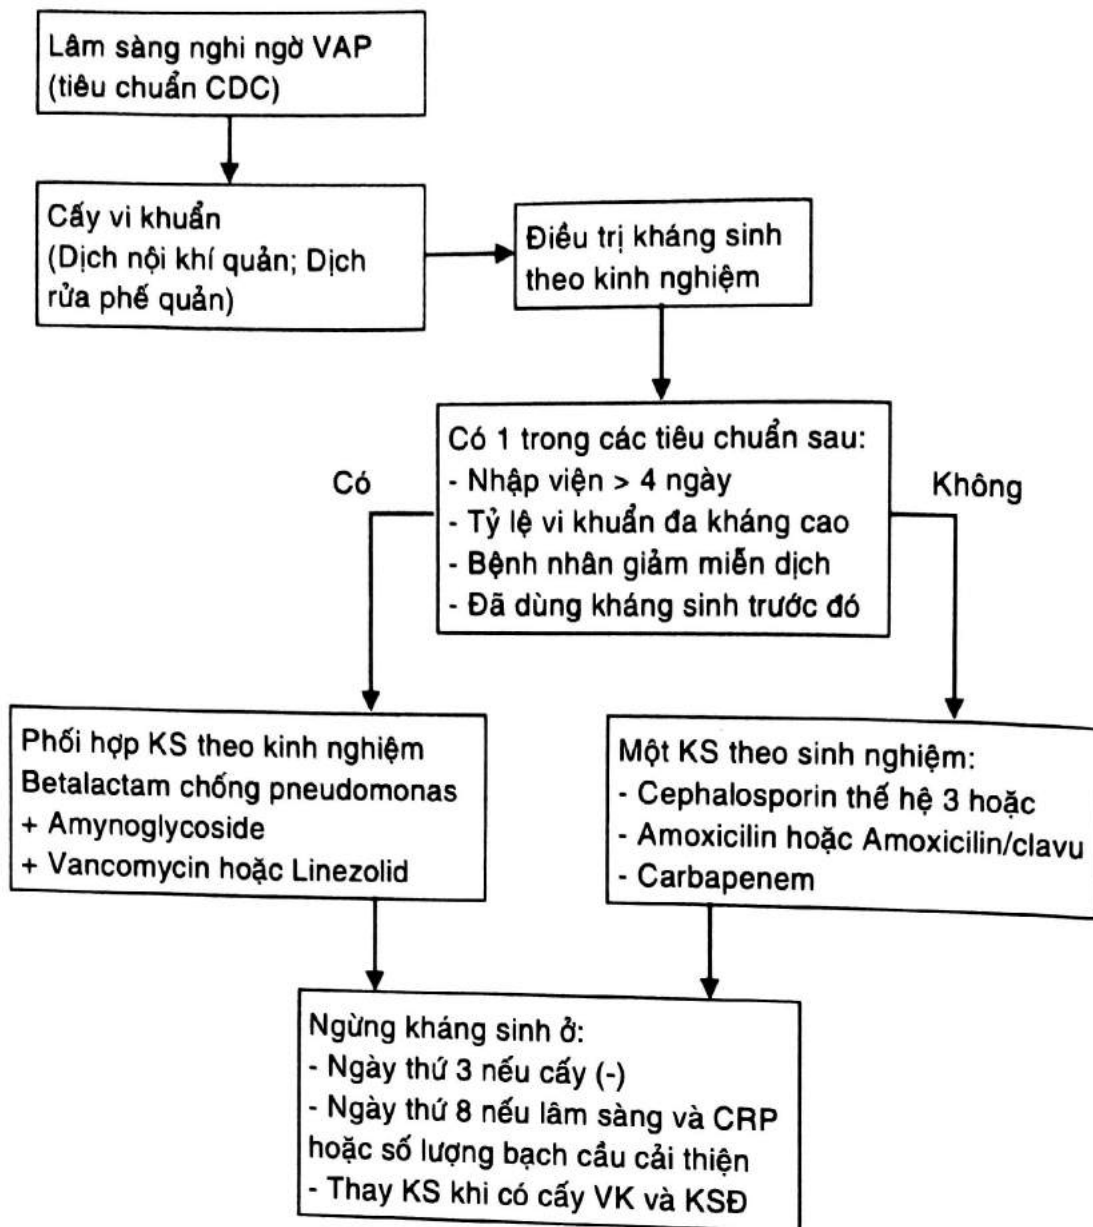 Lâm sàng nghi ngờ VAP
(tiêu chuẩn CDC)
Cấy vi khuẩn
(Dịch nội khí quản; Dịch
rửa phế quản)
Điều trị kháng sinh
theo kinh nghiệm
Có 1 trong các tiêu chuẩn sau:
- Nhập viện > 4 ngày
- Tỷ lệ vi khuẩn đa kháng cao
- Bệnh nhân giảm miễn dịch
- Đã dùng kháng sinh trước đó
Có
Không
Phối hợp KS theo kinh nghiệm
Betalactam chống pneudomonas
+ Amynoglycoside
+ Vancomycin hoặc Linezolid
Một KS theo sinh nghiệm:
- Cephalosporin thế hệ 3 hoặc
- Amoxicilin hoặc Amoxicilin/clavu
- Carbapenem
Ngừng kháng sinh ở:
- Ngày thứ 3 nếu cấy (-)
- Ngày thứ 8 nếu lâm sàng và CRP
hoặc số lượng bạch cầu cải thiện
- Thay KS khi có cấy VK và KSĐ